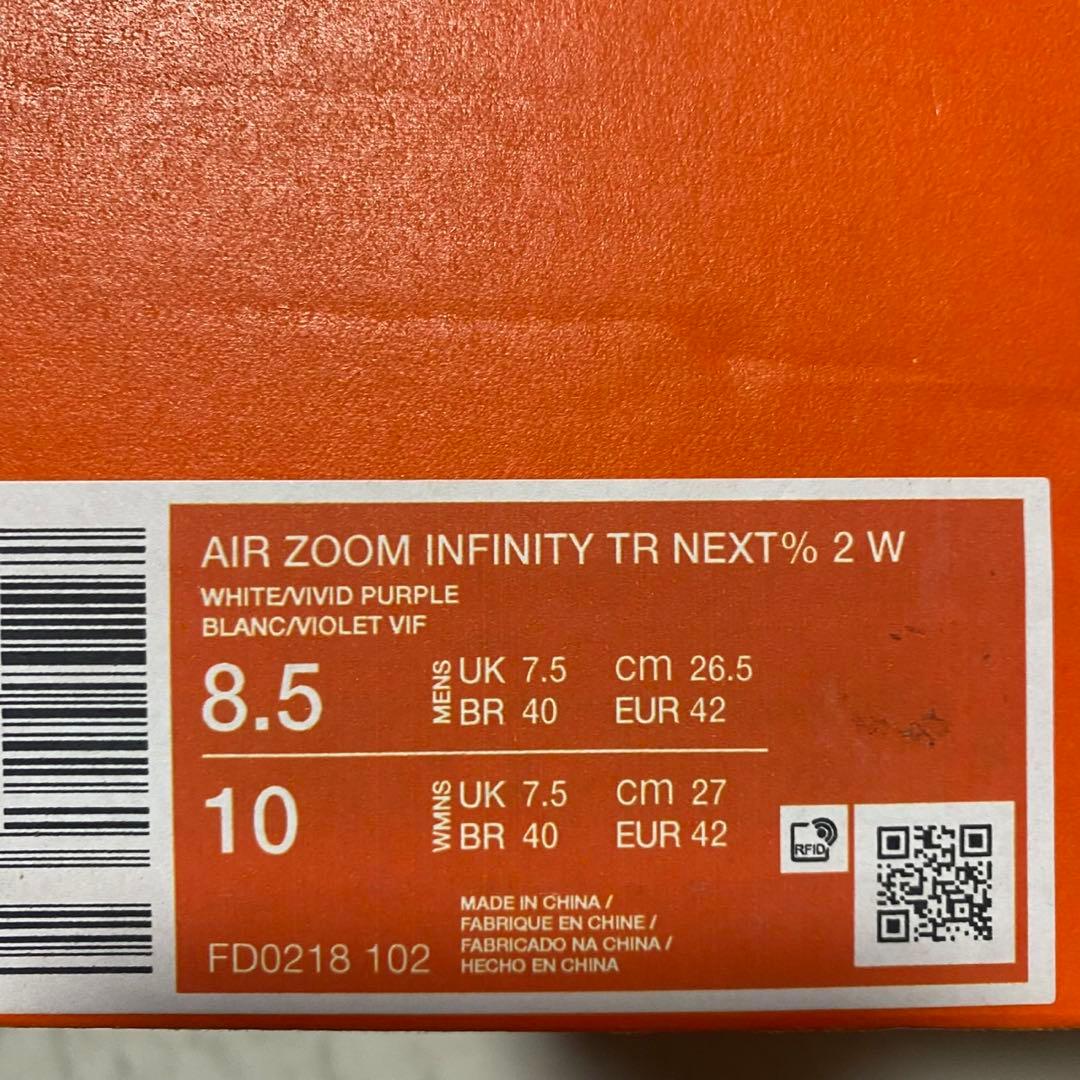 AIR ZOOM INFINITY TR NEXT% 2 W
WHITE/VIVID PURPLE
BLANC/VIOLET VIF
8.5 MENS UK 7.5 cm 26.5
BR 40 EUR 42
10 WMNS UK 7.5 cm 27
BR 40 EUR 42
RFID
MADE IN CHINA /
FABRIQUE EN CHINE /
FABRICADO NA CHINA /
HECHO EN CHINA
FD0218 102